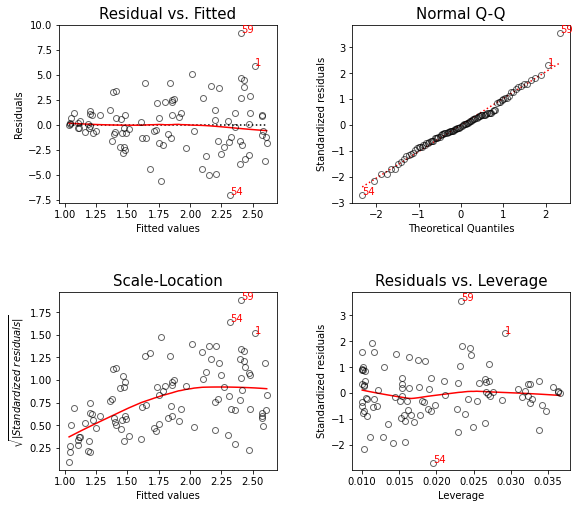 Residual vs. Fitted
Residuals
10.0
7.5
5.0
2.5
0.0
−2.5
−5.0
−7.5
59
1
54
1.00 1.25 1.50 1.75 2.00 2.25 2.50
Fitted values
Normal Q-Q
Standardized residuals
3
2
1
0
−1
−2
−3
59
1
54
−2 −1 0 1 2
Theoretical Quantiles
Scale-Location
√|Standardized residuals|
1.75
1.50
1.25
1.00
0.75
0.50
0.25
59
54
1
1.00 1.25 1.50 1.75 2.00 2.25 2.50
Fitted values
Residuals vs. Leverage
Standardized residuals
3
2
1
0
−1
−2
59
1
54
0.010 0.015 0.020 0.025 0.030 0.035
Leverage